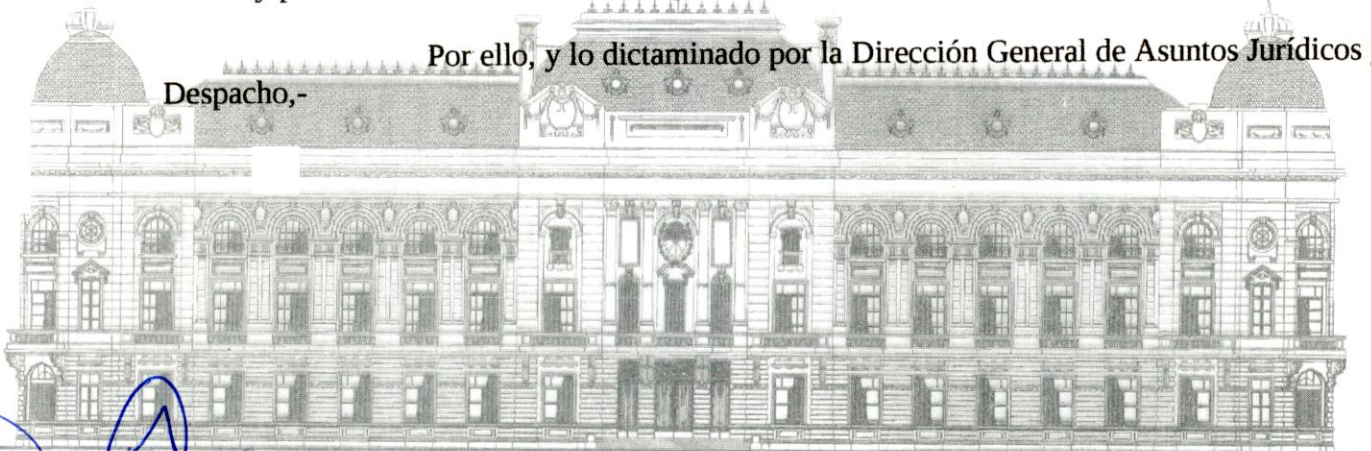 Por ello, y lo dictaminado por la Dirección General de Asuntos Jurídicos
Despacho,-